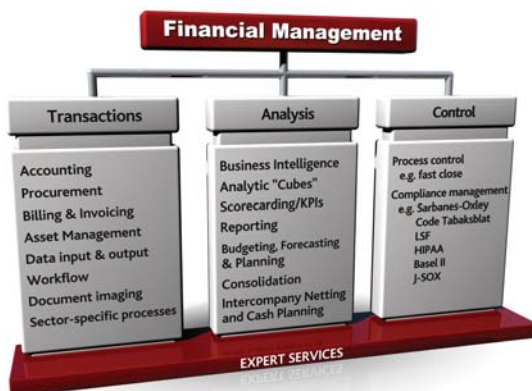 Financial Management
Transactions
Accounting
Procurement
Billing & Invoicing
Asset Management
Data input & output
Workflow
Document imaging
Sector-specific processes
Analysis
Business Intelligence
Analytic "Cubes"
Scorecarding/KPIs
Reporting
Budgeting, Forecasting
& Planning
Consolidation
Intercompany Netting
and Cash Planning
Control
Process control
e.g. fast close
Compliance management
e.g. Sarbanes-Oxley
Code Tabaksblat
LSF
HIPAA
Basel II
J-SOX
EXPERT SERVICES